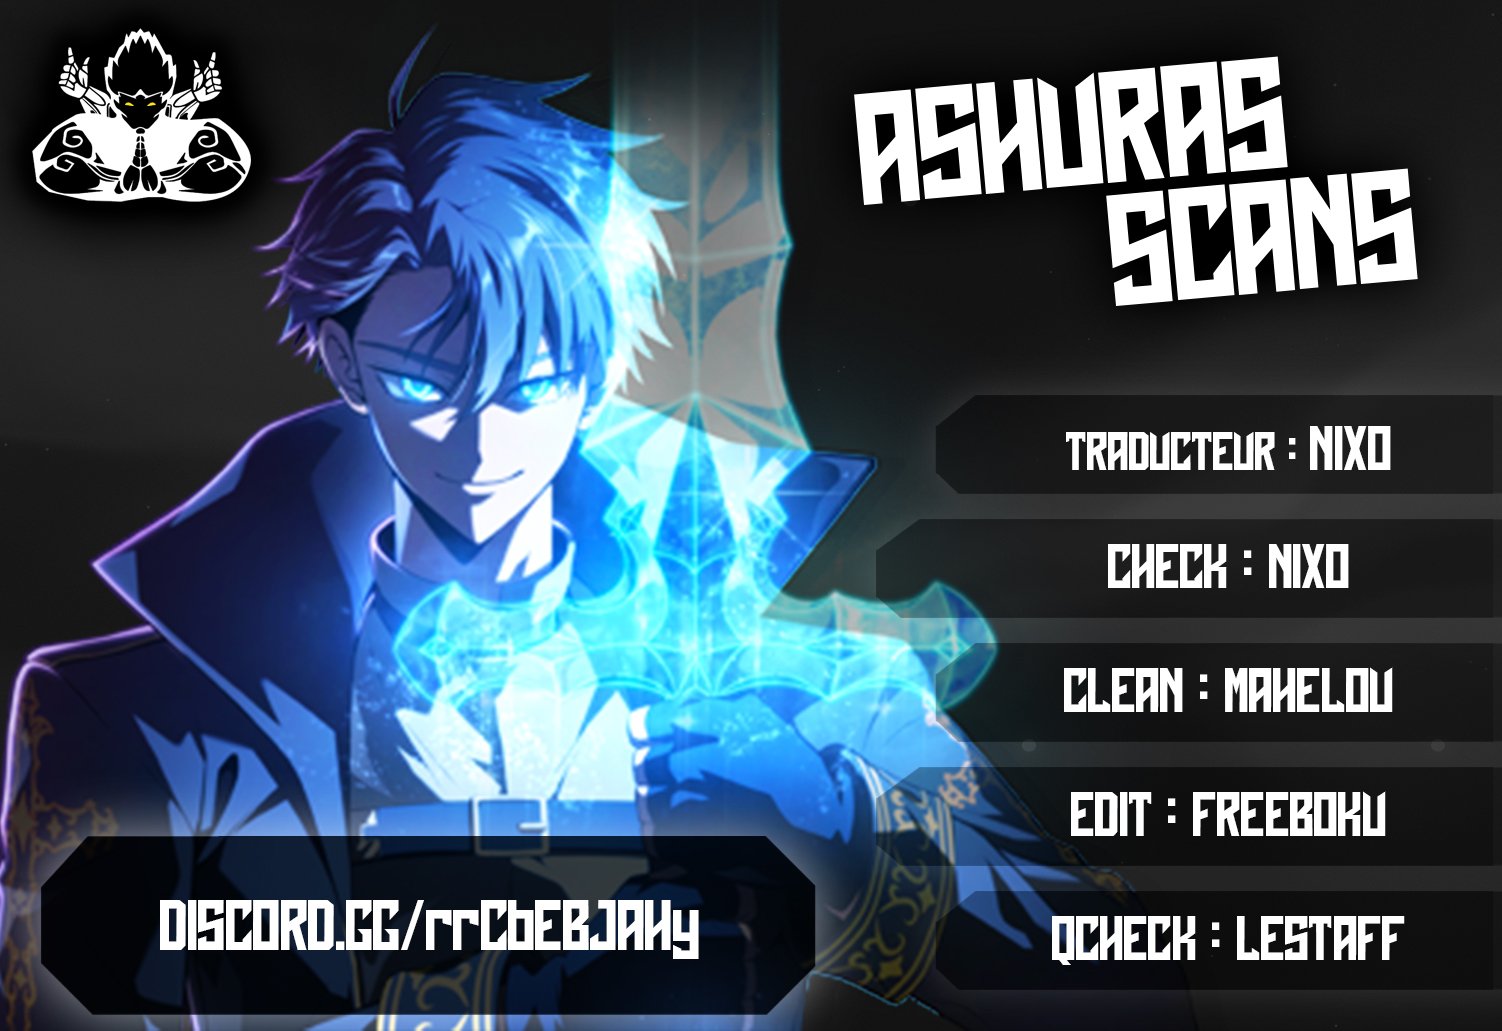 ASHURAS
SCANS
TRADUCTEUR : NIXO
CHECK : NIXO
CLEAN : MAHELOU
EDIT : FREEBOKU
QCHECK : LESTAFF
DISCORD.GG/rrCbEBJAHy